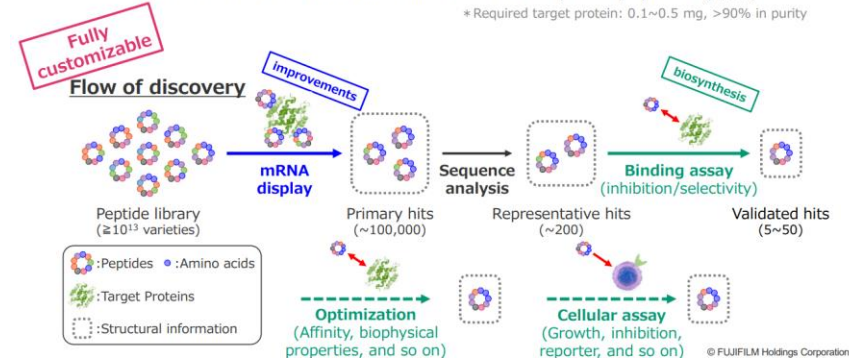 *Required target protein: 0.1~0.5 mg, >90% in purity
Fully
customizable
Flow of discovery
improvements
biosynthesis
mRNA
display
Sequence
analysis
Binding assay
(inhibition/selectivity)
Peptide library
(≧10¹³ varieties)
Primary hits
(~100,000)
Representative hits
(~200)
Validated hits
(5~50)
:Peptides
:Amino acids
:Target Proteins
:Structural information
Optimization
(Affinity, biophysical
properties, and so on)
Cellular assay
(Growth, inhibition,
reporter, and so on)
© FUJIFILM Holdings Corporation